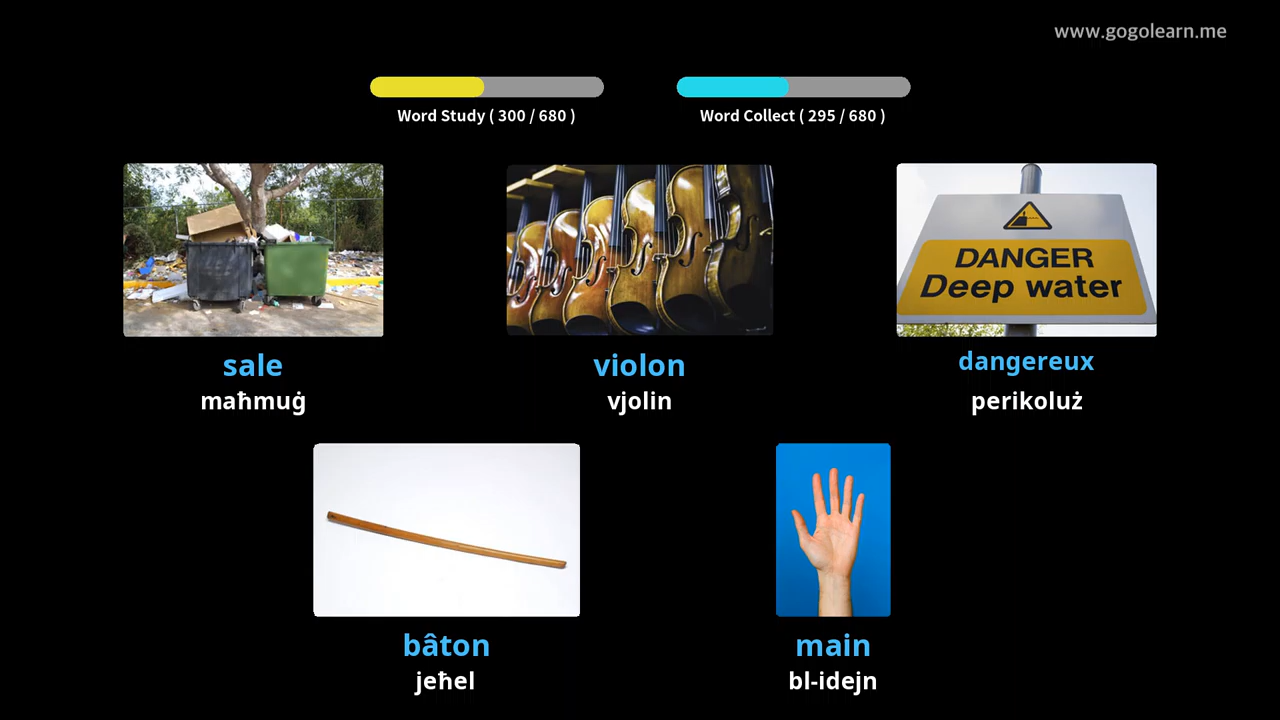 www.gogolearn.me
Word Study ( 300 / 680 )
Word Collect ( 295 / 680 )
DANGER
Deep water
sale
maħmuġ
violon
vjolin
dangereux
perikoluż
bâton
jeħel
main
bl-idejn